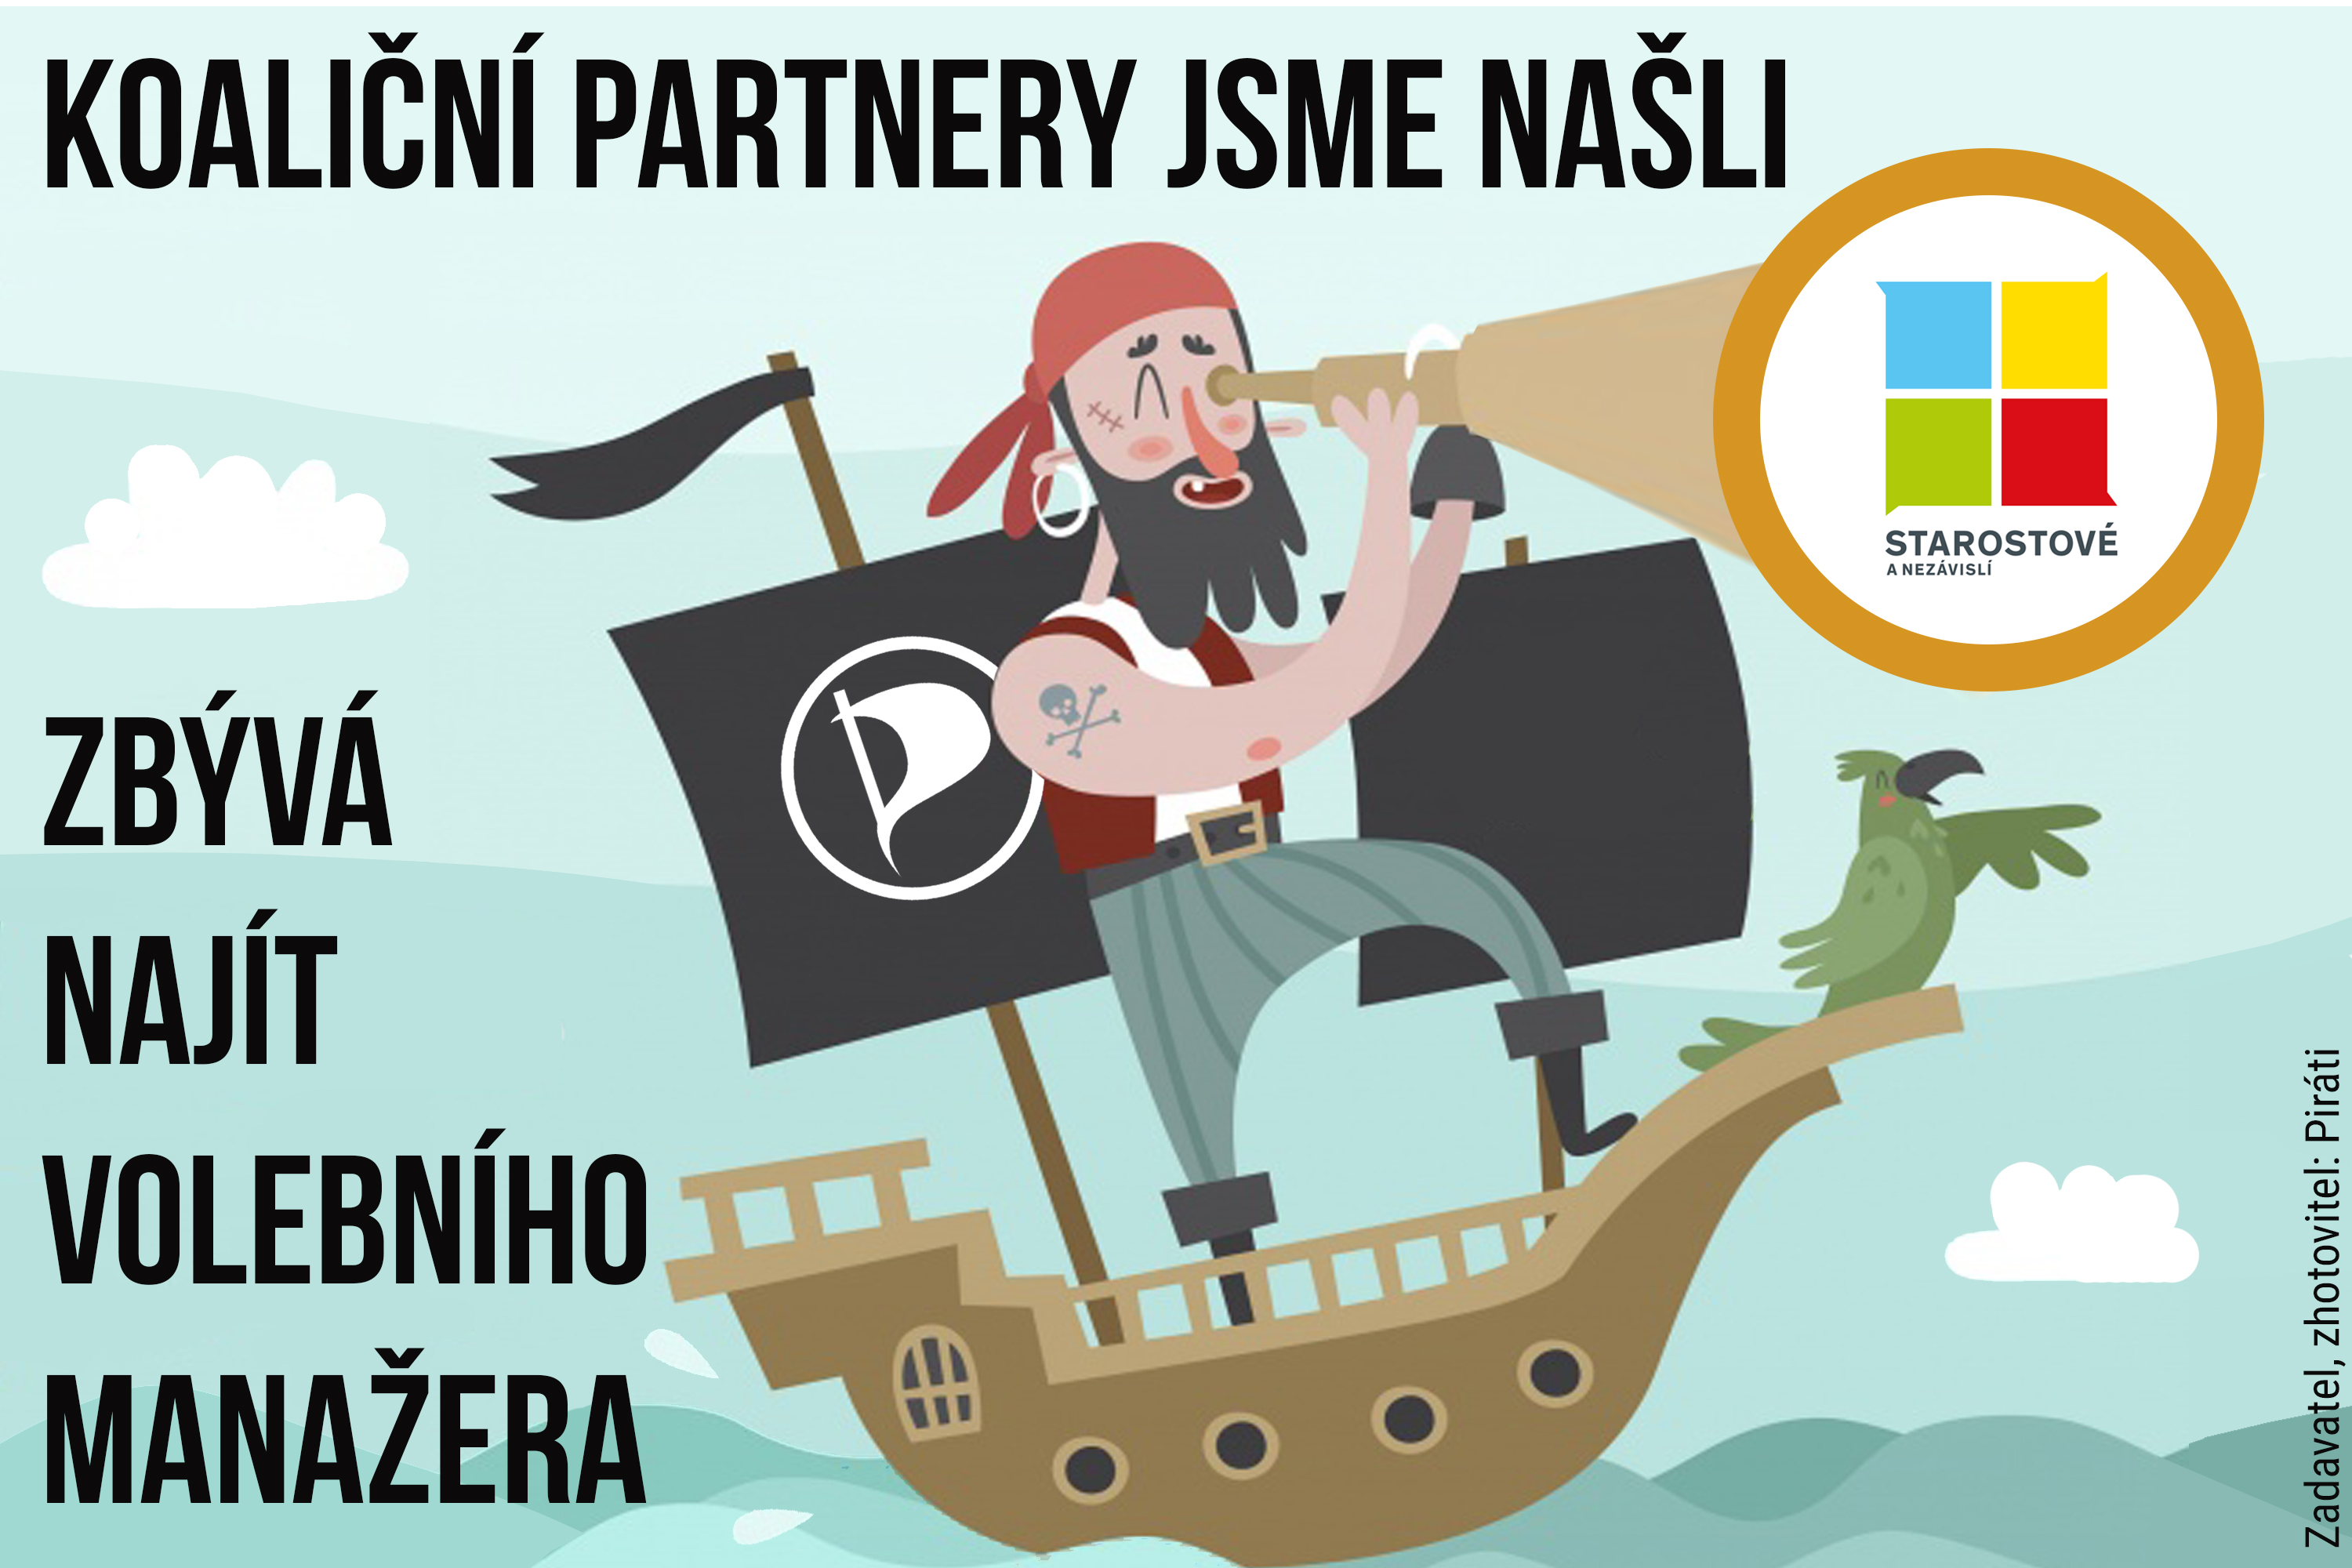 KOALIČNÍ PARTNERY JSME NAŠLI
STAROSTOVÉ
A NEZÁVISLÍ
ZBÝVÁ
NAJÍT
VOLEBNÍHO
MANAŽERA
Zadavatel, zhotovitel: Piráti